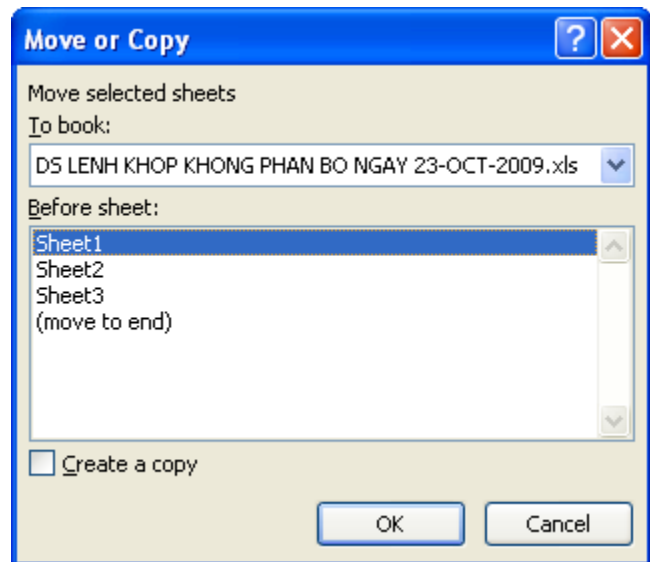 Move or Copy
Move selected sheets
To book:
DS LENH KHOP KHONG PHAN BO NGAY 23-OCT-2009.xls
Before sheet:
Sheet1
Sheet2
Sheet3
(move to end)
Create a copy
OK Cancel